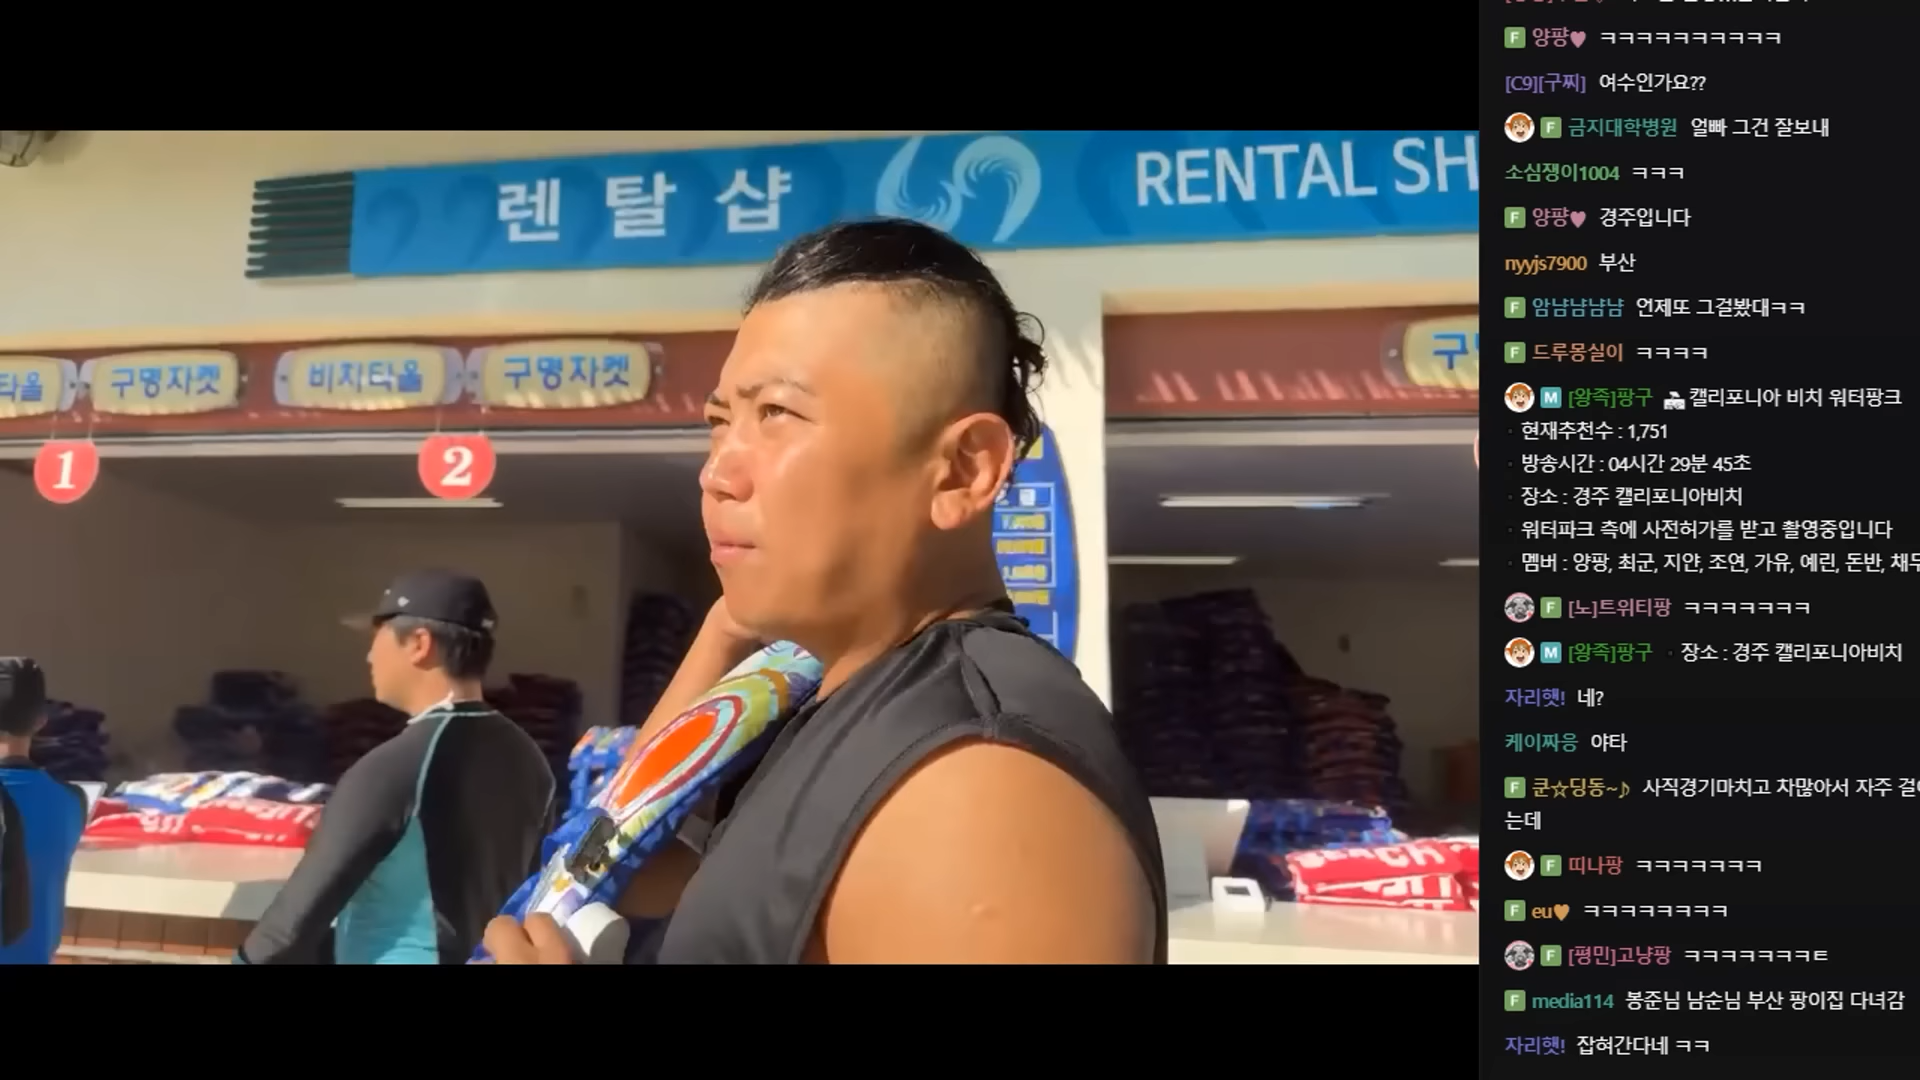 렌탈샵
RENTAL SH
타올
구명자켓
비치타올
구명자켓
구
1
2
F 양팡♥ ㅋㅋㅋㅋㅋㅋㅋㅋㅋㅋ
[C9][구찌] 여수인가요??
F 금지대학병원 얼빠 그건 잘보내
소심쟁이1004 ㅋㅋㅋ
F 양팡♥ 경주입니다
nyyjs7900 부산
F 암냠냠냠냠 언제또 그걸봤대ㅋㅋ
F 드루몽실이 ㅋㅋㅋㅋ
M [왕족]팡구 캘리포니아 비치 워터팡크
현재추천수 : 1,751
방송시간 : 04시간 29분 45초
장소 : 경주 캘리포니아비치
워터파크 측에 사전허가를 받고 촬영중입니다
멤버 : 양팡, 최군, 지얀, 조연, 가유, 예린, 돈반, 채두
F [노]트위티팡 ㅋㅋㅋㅋㅋㅋㅋ
M [왕족]팡구 장소 : 경주 캘리포니아비치
자리햇! 네?
케이짜응 야타
F 쿤☆딩동~♪ 사직경기마치고 차많아서 자주 걸어
는데
F 띠나팡 ㅋㅋㅋㅋㅋㅋㅋ
F eu♥ ㅋㅋㅋㅋㅋㅋㅋㅋ
F [평민]고냥팡 ㅋㅋㅋㅋㅋㅋㅋㅌ
F media114 봉준님 남순님 부산 팡이집 다녀감
자리햇! 잡혀간다네 ㅋㅋ